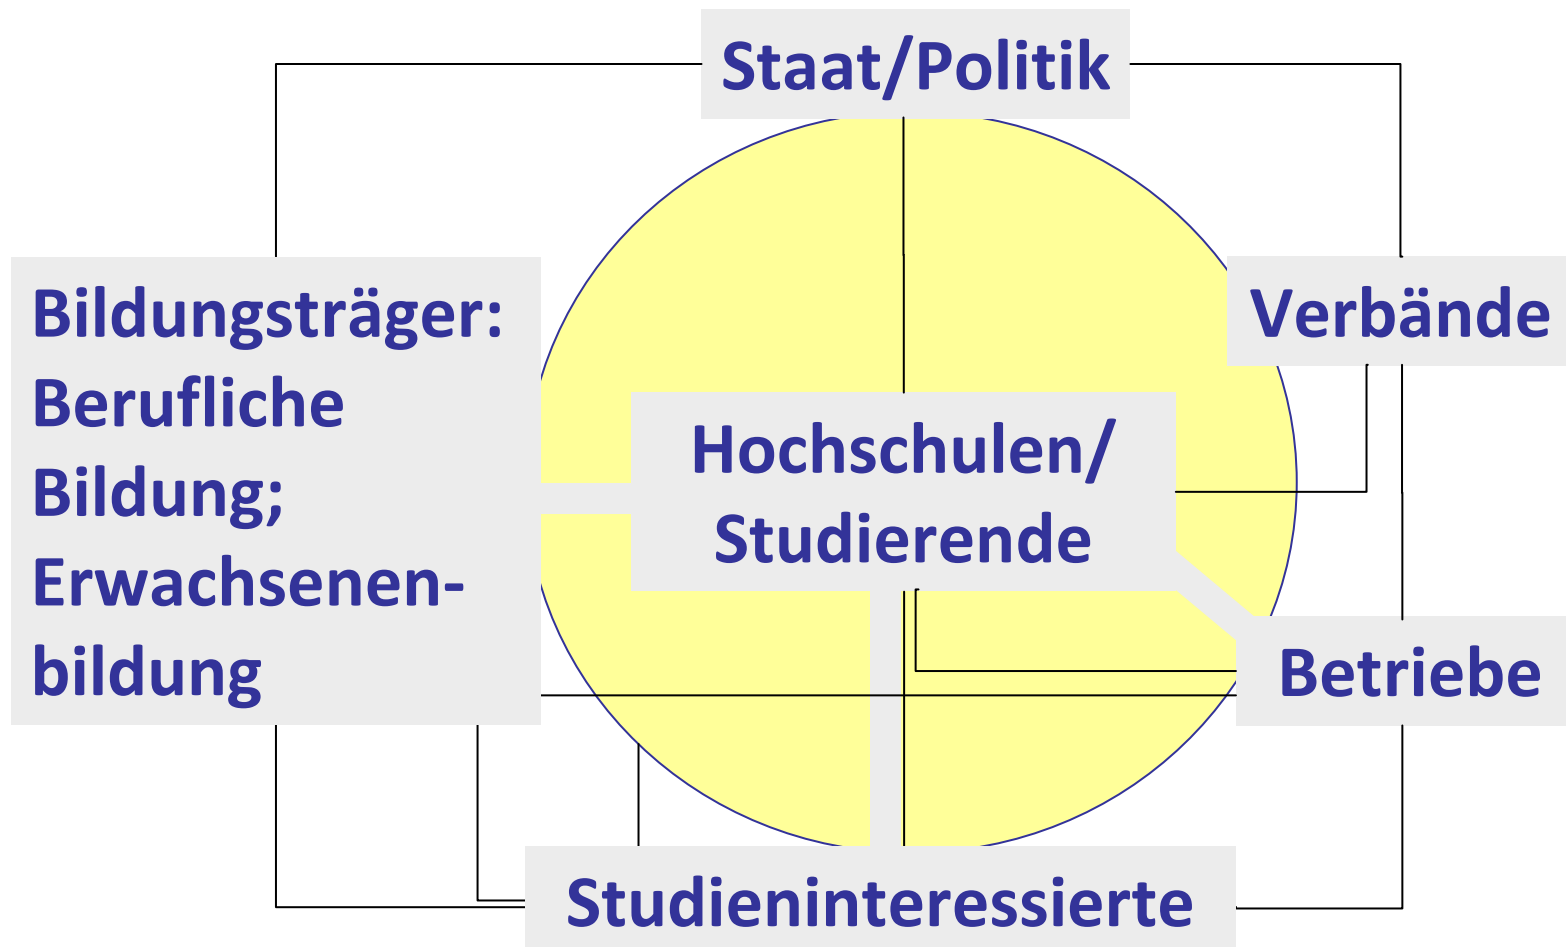 Staat/Politik
Bildungsträger:
Berufliche
Bildung;
Erwachsenen-
bildung
Verbände
Hochschulen/
Studierende
Betriebe
Studieninteressierte